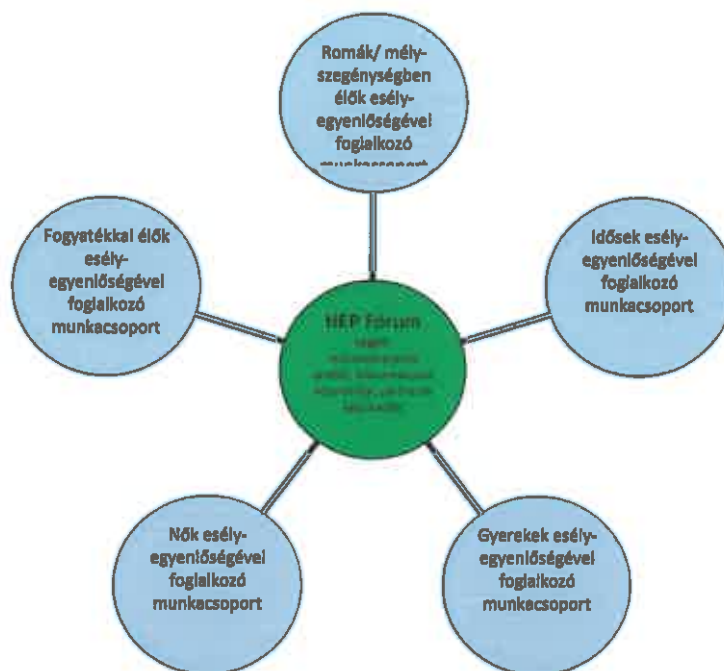 Romák/ mély-
szegénységben
élők esély-
egyenlőségével
foglalkozó
munkacsoport
Fogyatékkal élők
esély-
egyenlőségével
foglalkozó
munkacsoport
Idősek esély-
egyenlőségével
foglalkozó
munkacsoport
HEP Fórum
Nők esély-
egyenlőségével
foglalkozó
munkacsoport
Gyerekek esély-
egyenlőségével
foglalkozó
munkacsoport